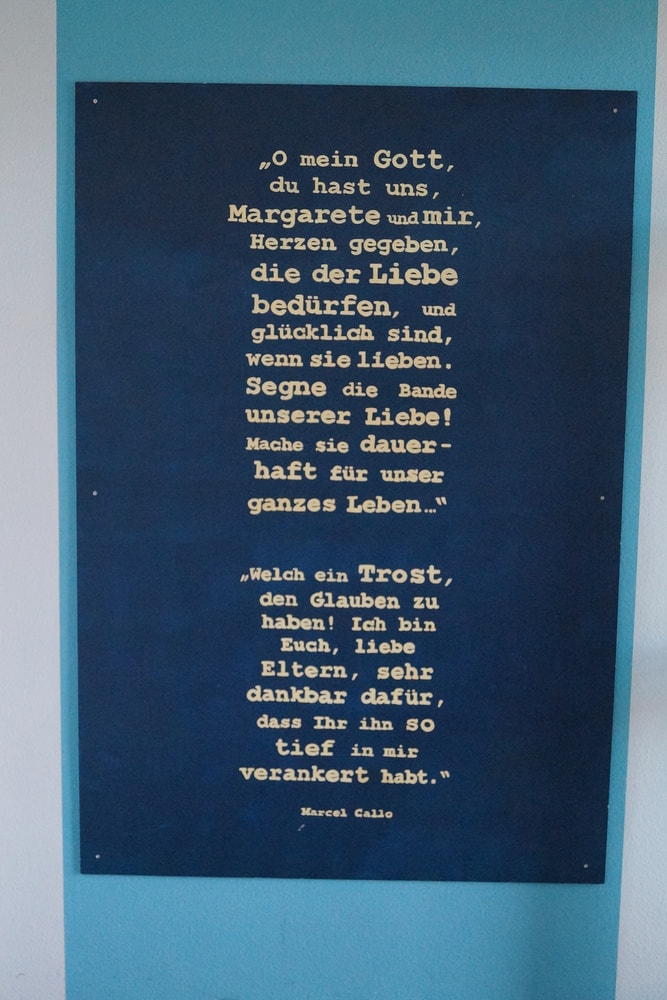 „O mein Gott,
du hast uns,
Margarete und mir,
Herzen gegeben,
die der Liebe
bedürfen, und
glücklich sind,
wenn sie lieben.
Segne die Bande
unserer Liebe!
Mache sie dauer-
haft für unser
ganzes Leben…“
„Welch ein Trost,
den Glauben zu
haben! Ich bin
Euch, liebe
Eltern, sehr
dankbar dafür,
dass Ihr ihn so
tief in mir
verankert habt.“
Marcel Callo